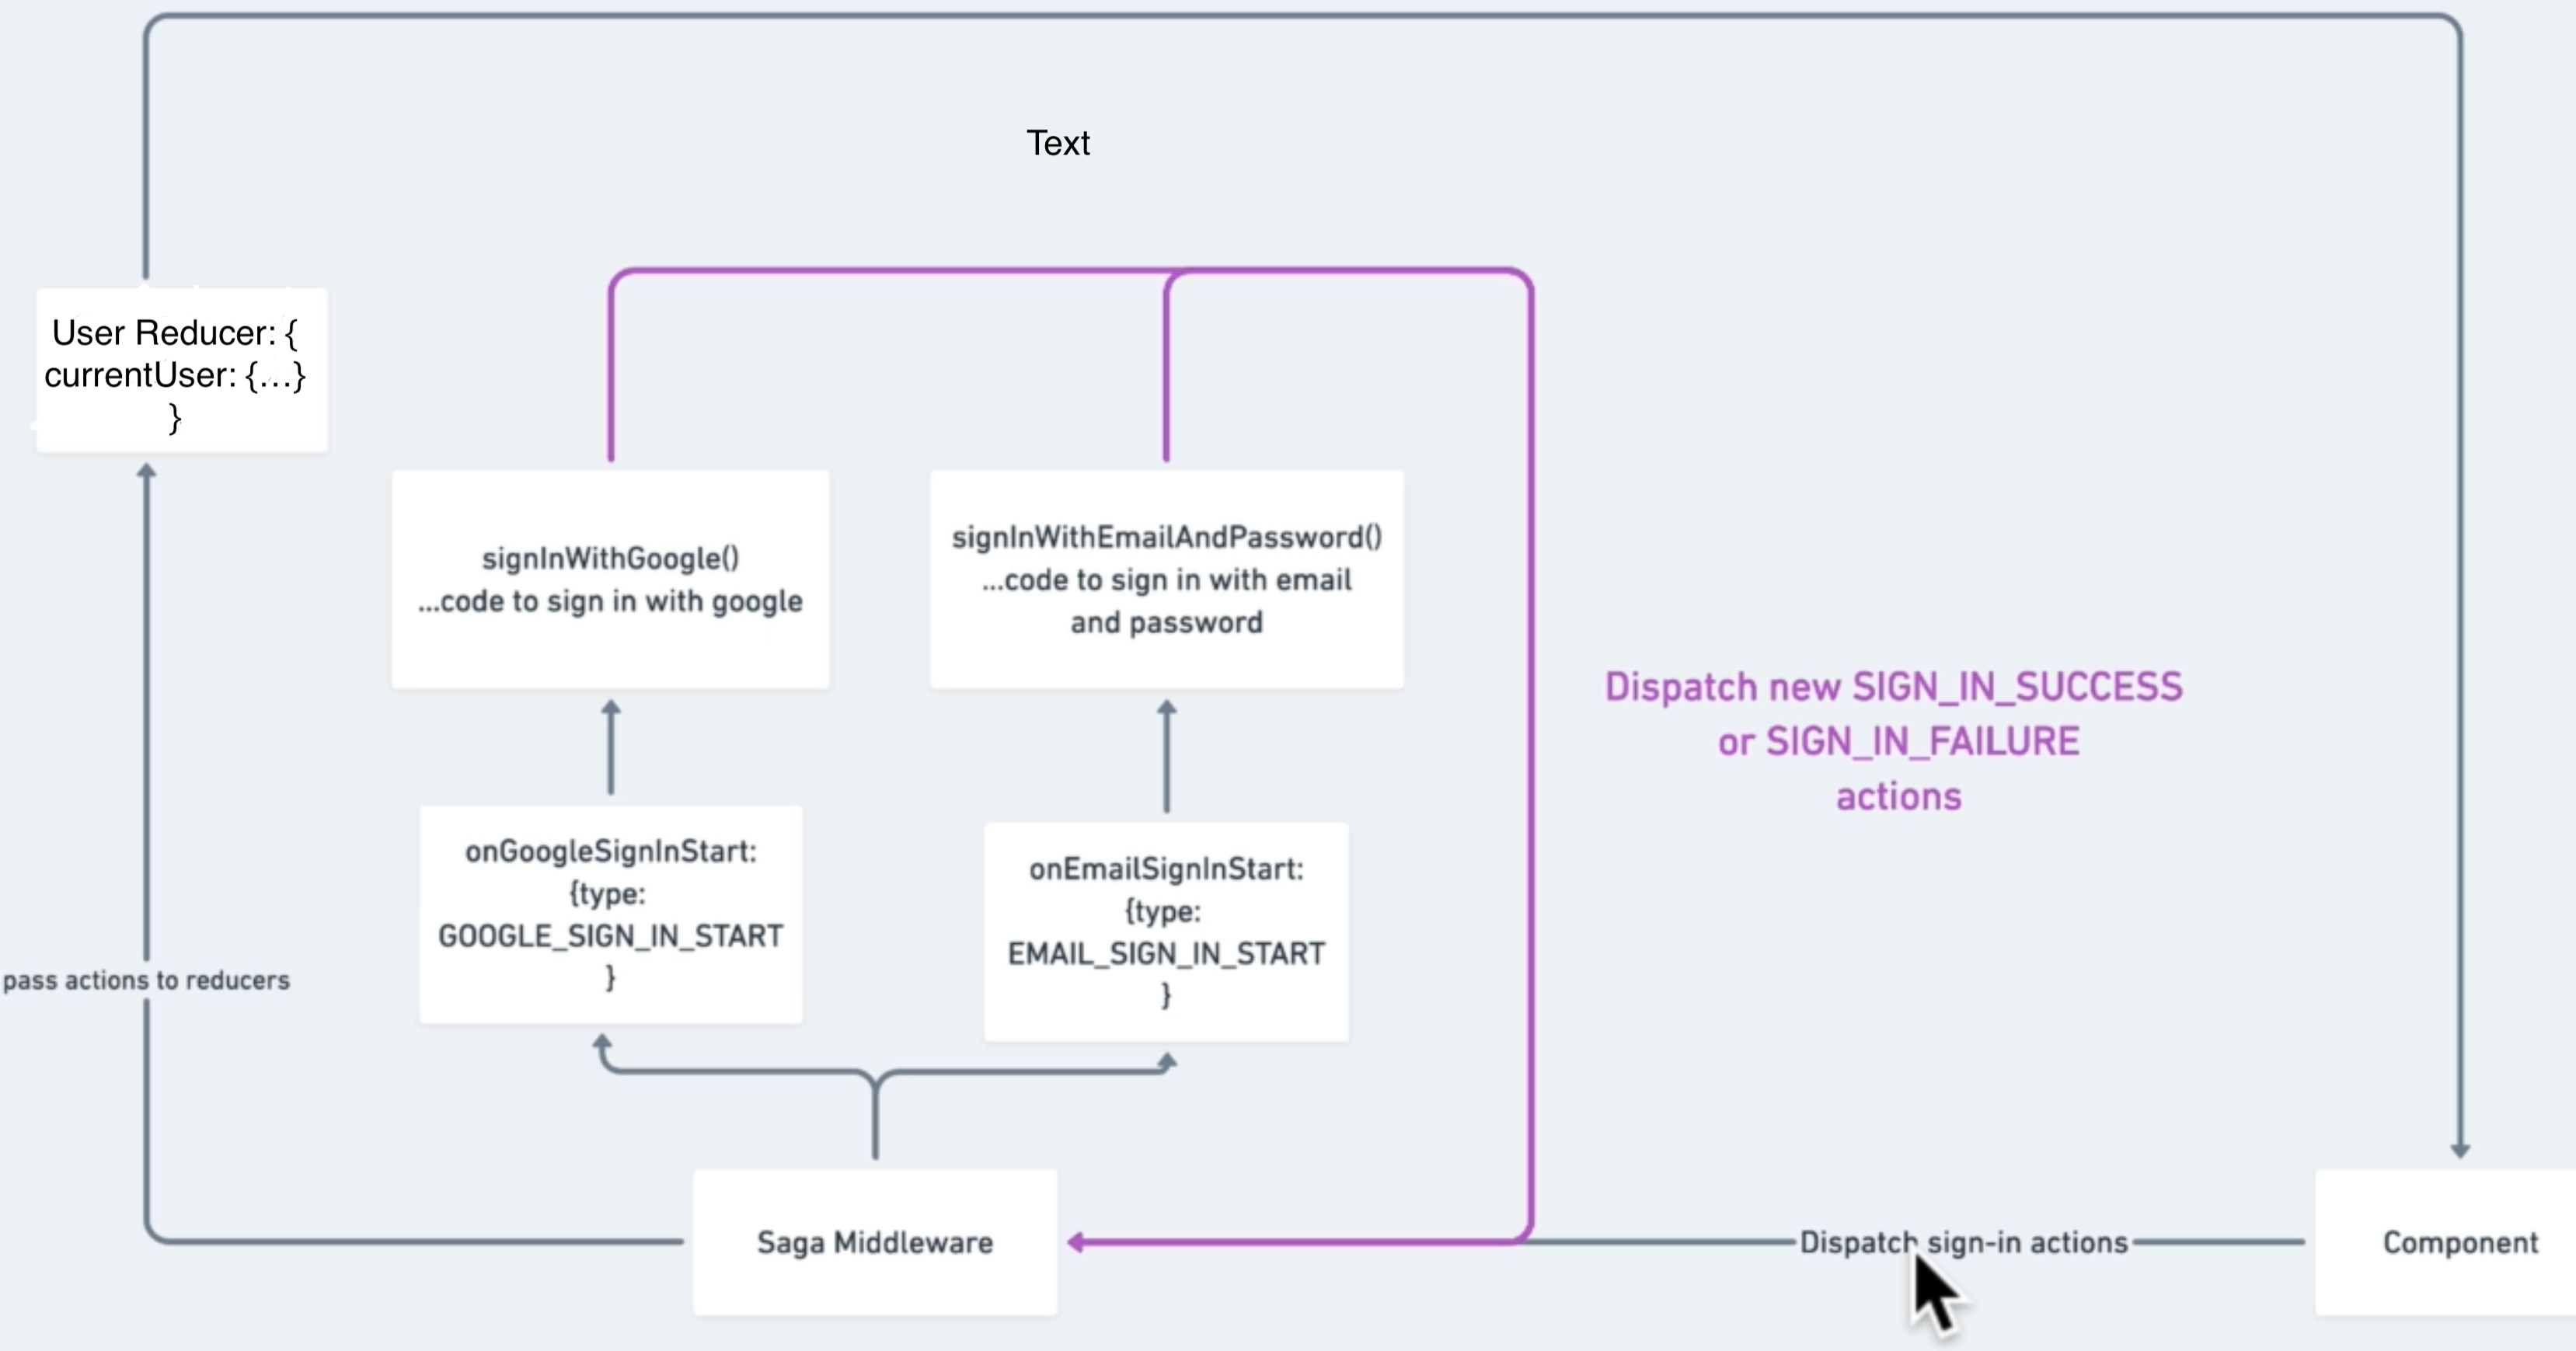 Text
User Reducer: {
currentUser: {...}
}
signInWithGoogle()
...code to sign in with google
signInWithEmailAndPassword()
...code to sign in with email
and password
Dispatch new SIGN_IN_SUCCESS
or SIGN_IN_FAILURE
actions
onGoogleSignInStart:
{type:
GOOGLE_SIGN_IN_START
}
onEmailSignInStart:
{type:
EMAIL_SIGN_IN_START
}
pass actions to reducers
Saga Middleware
Dispatch sign-in actions
Component